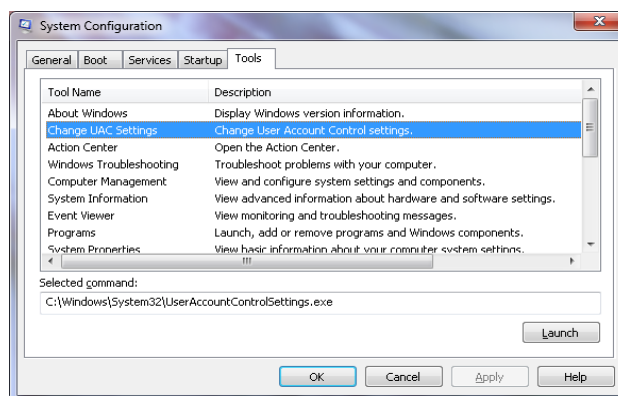 System Configuration
General Boot Services Startup Tools
Tool Name Description
About Windows Display Windows version information.
Change UAC Settings Change User Account Control settings.
Action Center Open the Action Center.
Windows Troubleshooting Troubleshoot problems with your computer.
Computer Management View and configure system settings and components.
System Information View advanced information about hardware and software settings.
Event Viewer View monitoring and troubleshooting messages.
Programs Launch, add or remove programs and Windows components.
System Properties View basic information about your computer system settings.
Selected command:
C:\Windows\System32\UserAccountControlSettings.exe
Launch
OK Cancel Apply Help